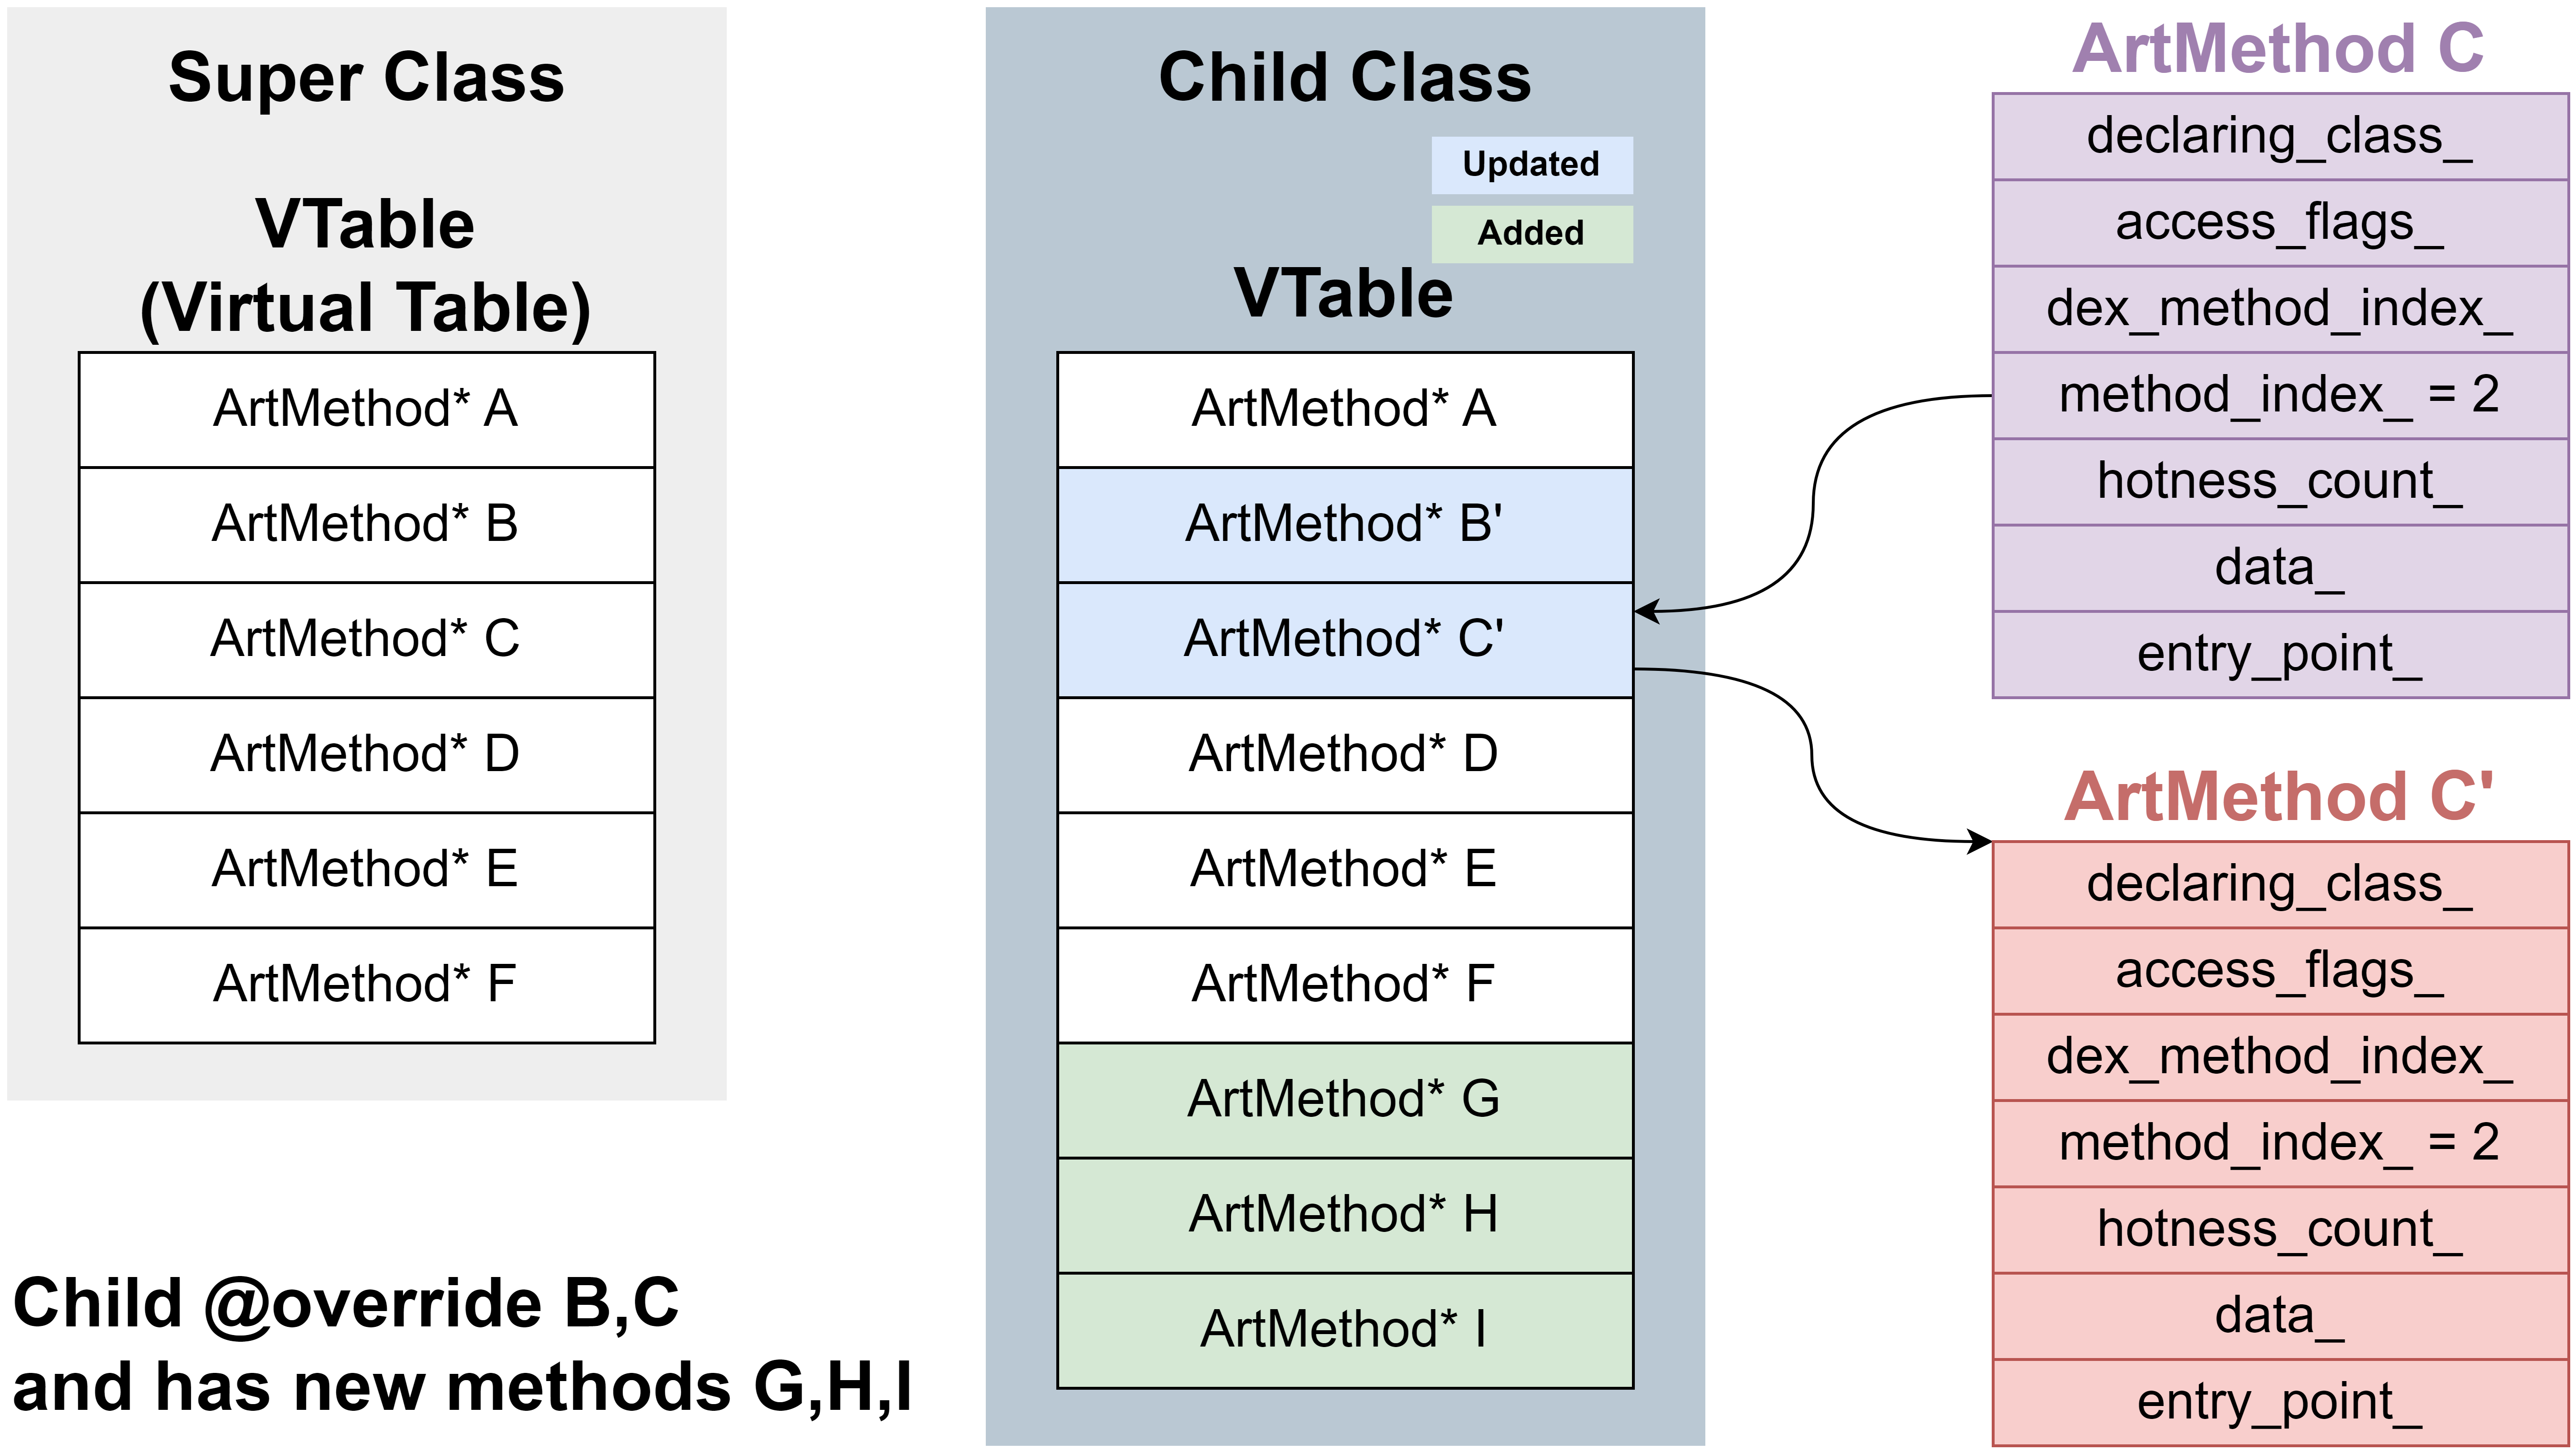 Super Class
VTable
(Virtual Table)
ArtMethod* A
ArtMethod* B
ArtMethod* C
ArtMethod* D
ArtMethod* E
ArtMethod* F
Child @override B,C
and has new methods G,H,I
Child Class
Updated
Added
VTable
ArtMethod* A
ArtMethod* B'
ArtMethod* C'
ArtMethod* D
ArtMethod* E
ArtMethod* F
ArtMethod* G
ArtMethod* H
ArtMethod* I
ArtMethod C
declaring_class_
access_flags_
dex_method_index_
method_index_ = 2
hotness_count_
data_
entry_point_
ArtMethod C'
declaring_class_
access_flags_
dex_method_index_
method_index_ = 2
hotness_count_
data_
entry_point_